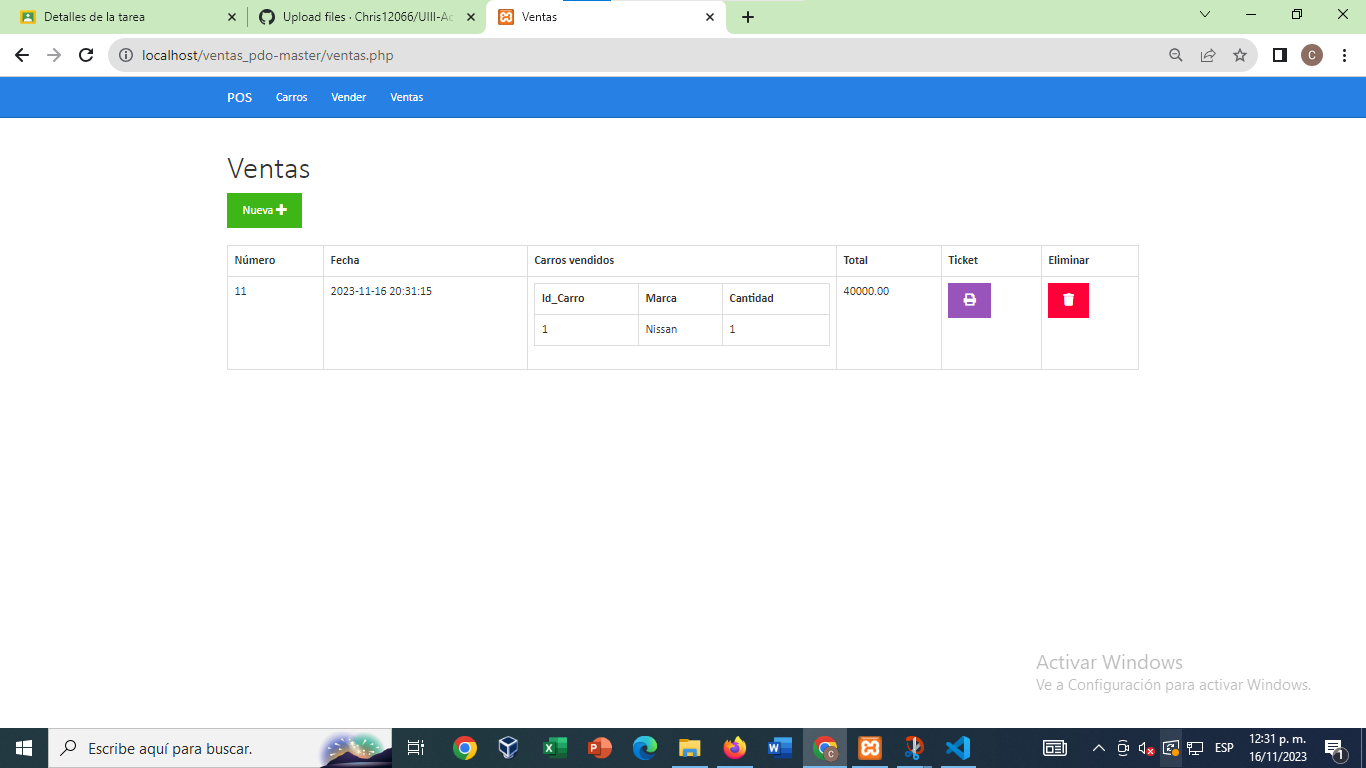 Detalles de la tarea
Upload files · Chris12066/UIII-Ac
Ventas
localhost/ventas_pdo-master/ventas.php
C
POS Carros Vender Ventas
Ventas
Nueva
Número Fecha Carros vendidos Total Ticket Eliminar
11 2023-11-16 20:31:15 40000.00
Id_Carro Marca Cantidad
1 Nissan 1
Activar Windows
Ve a Configuración para activar Windows.
Escribe aquí para buscar.
C
ESP
12:31 p. m.
16/11/2023
1